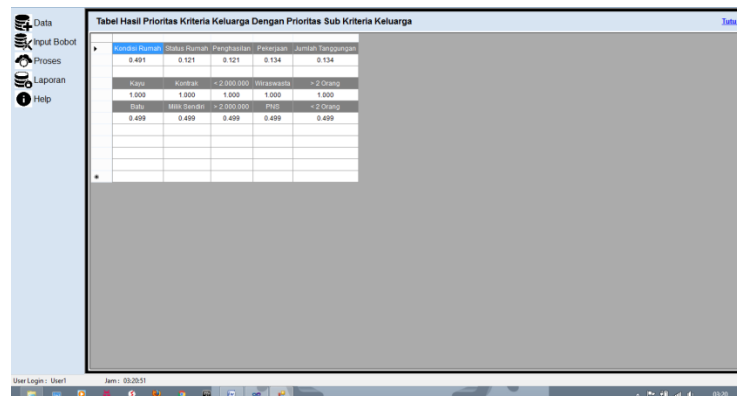 Data
Input Bobot
Proses
Laporan
Help
Tabel Hasil Prioritas Kriteria Keluarga Dengan Prioritas Sub Kriteria Keluarga
Tutu
Kondisi Rumah Status Rumah Penghasilan Pekerjaan Jumlah Tanggungan
0.491 0.121 0.121 0.134 0.134
Kayu Kontrak < 2.000.000 Wiraswasta > 2 Orang
1.000 1.000 1.000 1.000 1.000
Batu Milik Sendiri > 2.000.000 PNS < 2 Orang
0.499 0.499 0.499 0.499 0.499
User Login : User1 Jam : 03:20:51
03:20